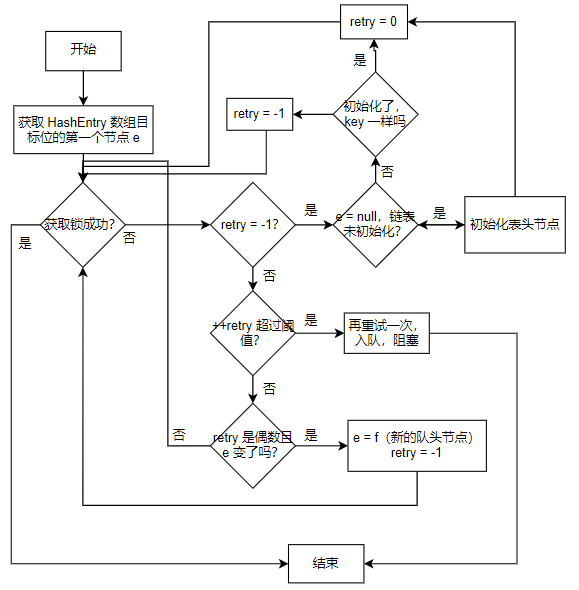 retry = 0
开始
是
获取 HashEntry 数组目
标位的第一个节点 e
retry = -1
初始化了，
key 一样吗
否
获取锁成功？
是
否
retry = -1？
是
e = null，链表
未初始化？
是
初始化表头节点
否
++retry 超过阈
值？
是
再重试一次，
入队，阻塞
否
retry 是偶数且
e 变了吗？
否
是
e = f（新的队头节点）
retry = -1
结束